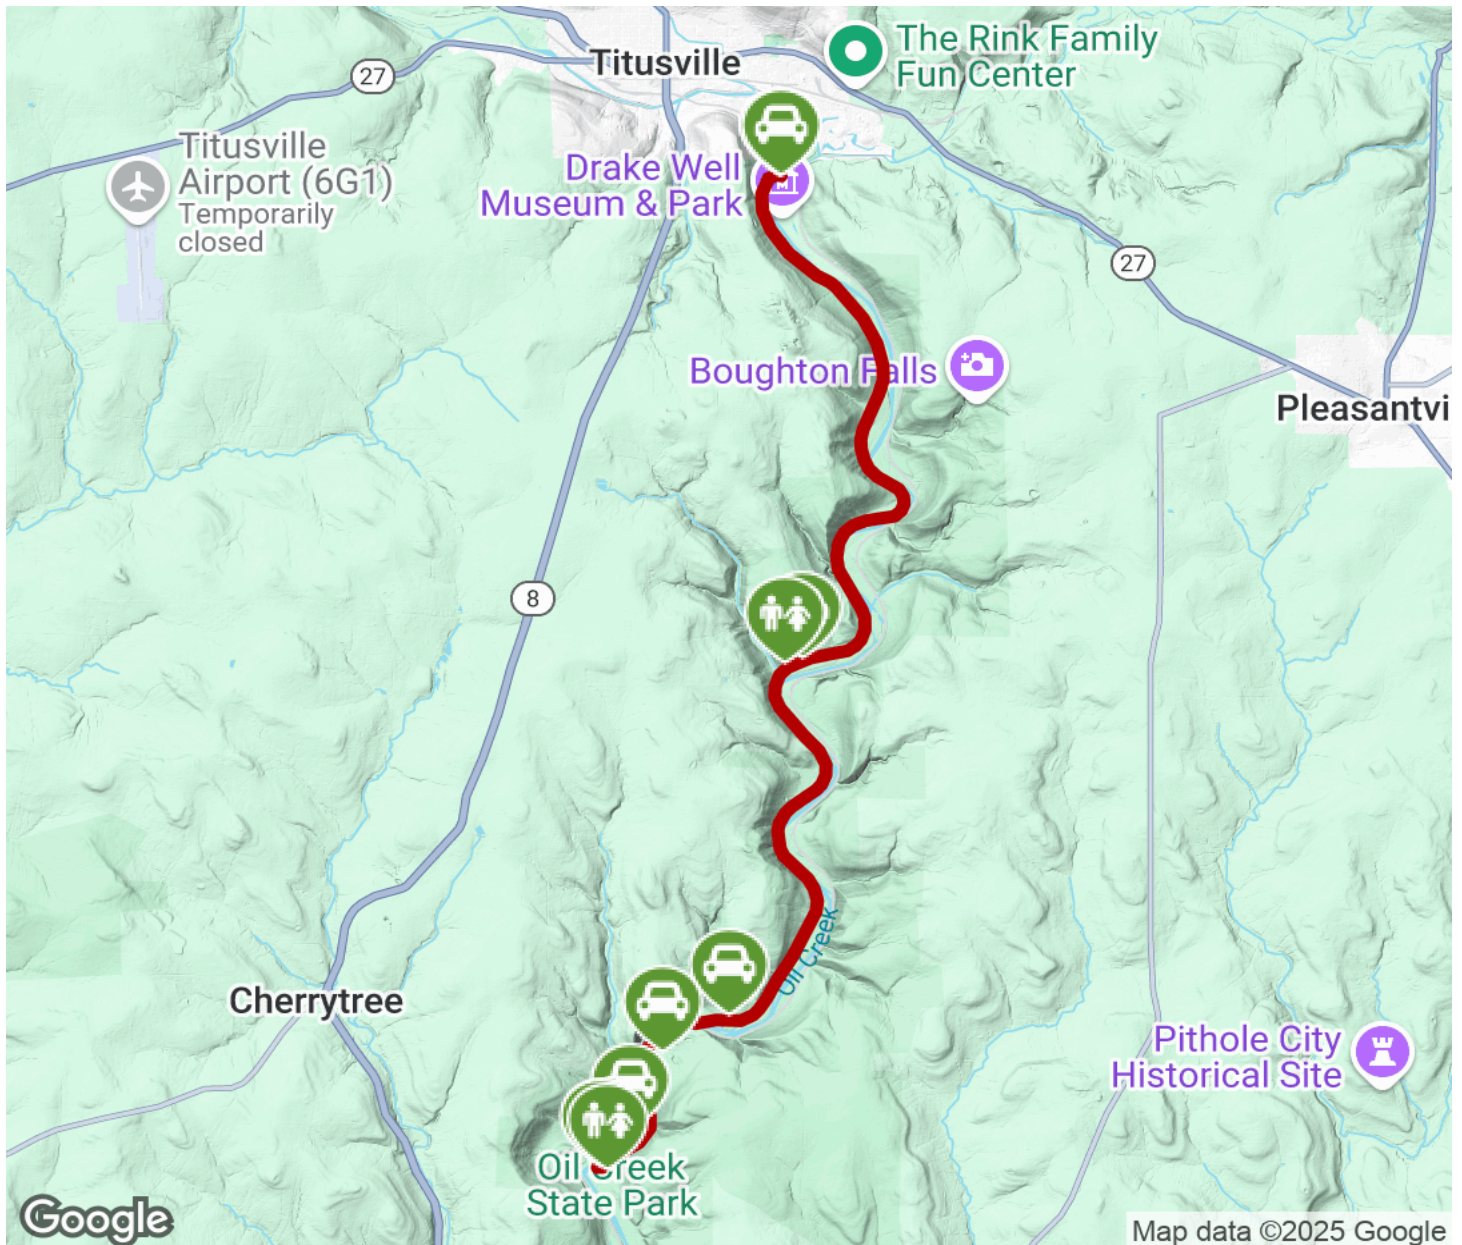 The Rink Family
Fun Center
Titusville
27
Titusville
Airport (6G1)
Temporarily
closed
Drake Well
Museum & Park
M
27
Boughton Falls
Pleasantvi
8
Oil Creek
Cherrytree
Pithole City
Historical Site
Oil Creek
State Park
Google
Map data ©2025 Google